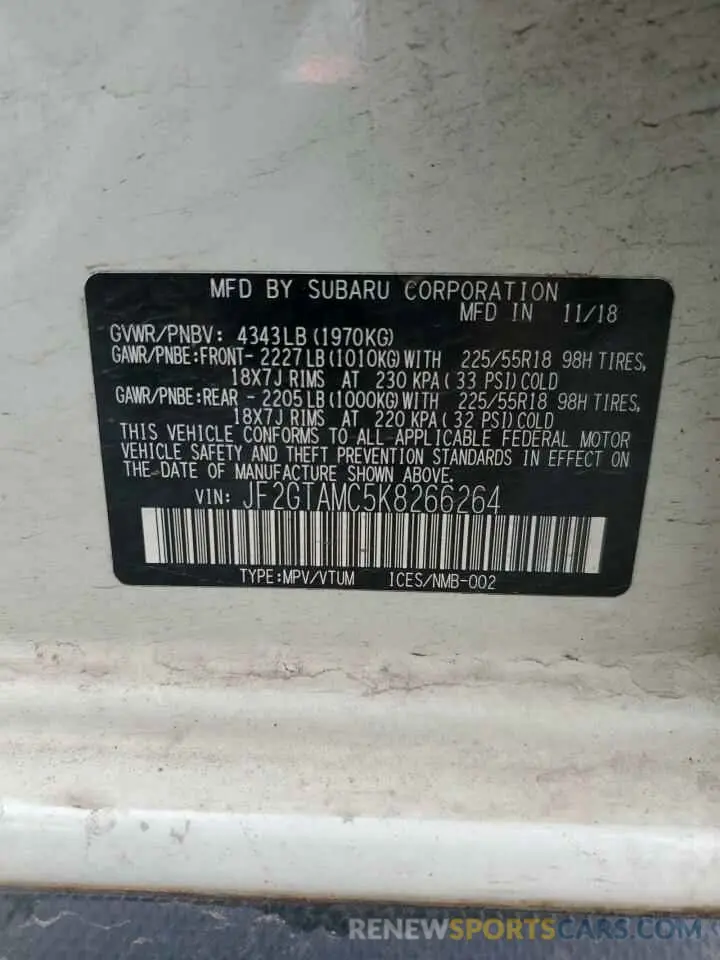 MFD BY SUBARU CORPORATION
MFD IN 11/18
GVWR/PNBV: 4343LB (1970KG)
GAWR/PNBE:FRONT- 2227LB (1010KG) WITH 225/55R18 98H TIRES,
18X7J RIMS AT 230 KPA ( 33 PSI) COLD
GAWR/PNBE:REAR - 2205LB (1000KG) WITH 225/55R18 98H TIRES,
18X7J RIMS AT 220 KPA ( 32 PSI) COLD
THIS VEHICLE CONFORMS TO ALL APPLICABLE FEDERAL MOTOR
VEHICLE SAFETY AND THEFT PREVENTION STANDARDS IN EFFECT ON
THE DATE OF MANUFACTURE SHOWN ABOVE.
VIN: JF2GTAMC5K8266264
TYPE:MPV/VTUM ICES/NMB-002
RENEWSPORTSCARS.COM